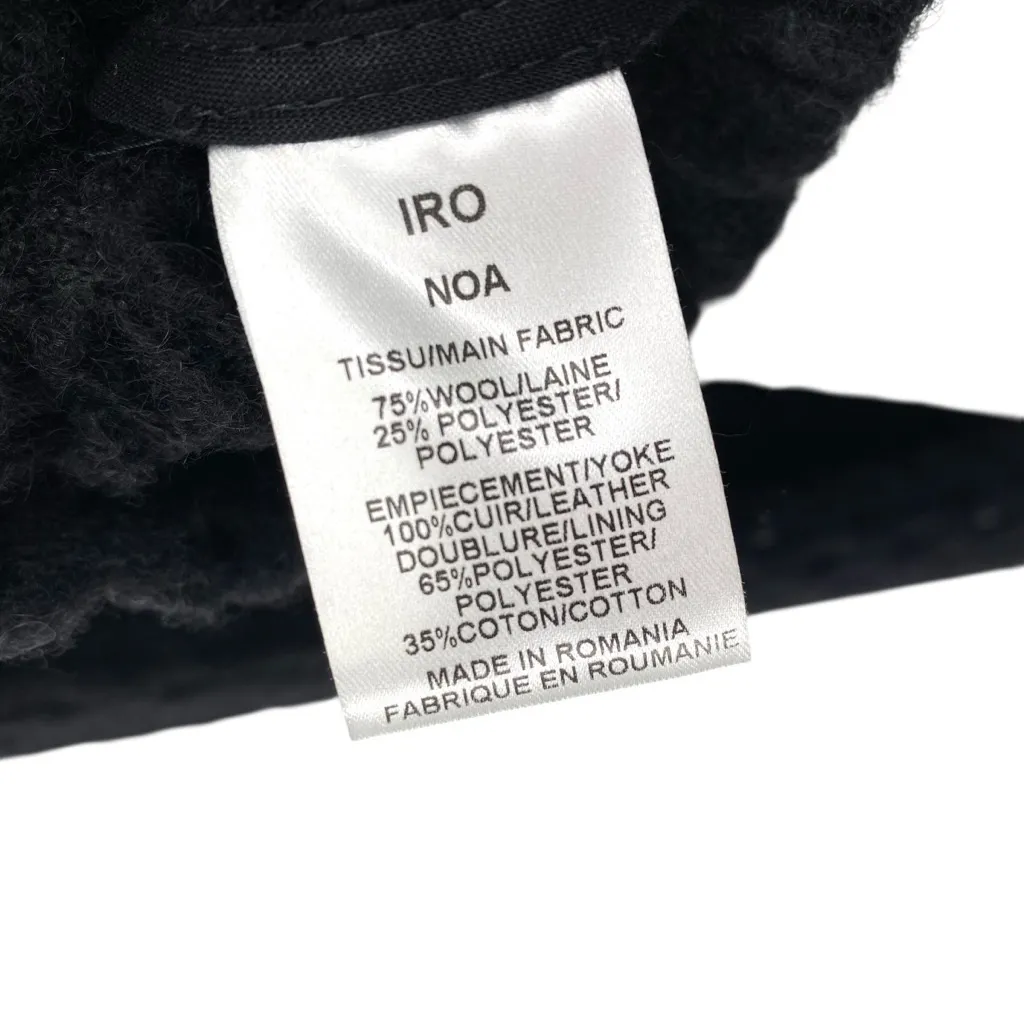 IRO
NOA
TISSU/MAIN FABRIC
75%WOOL/LAINE
25% POLYESTER/
POLYESTER
EMPIECEMENT/YOKE
100%CUIR/LEATHER
DOUBLURE/LINING
65%POLYESTER/
POLYESTER
35%COTON/COTTON
MADE IN ROMANIA
FABRIQUE EN ROUMANIE